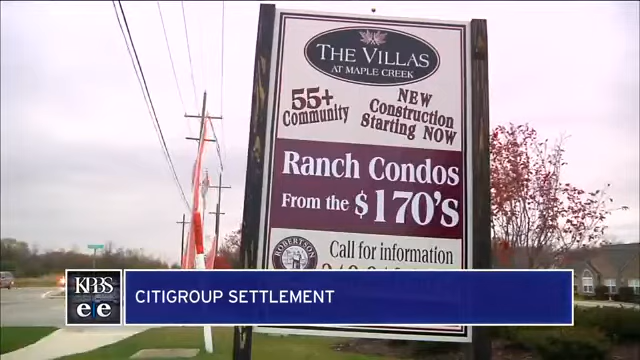 THE VILLAS
AT MAPLE CREEK
55+
Community
NEW
Construction
Starting NOW
Ranch Condos
From the $170's
ROBERTSON
Call for information
KPBS
e|e
CITIGROUP SETTLEMENT